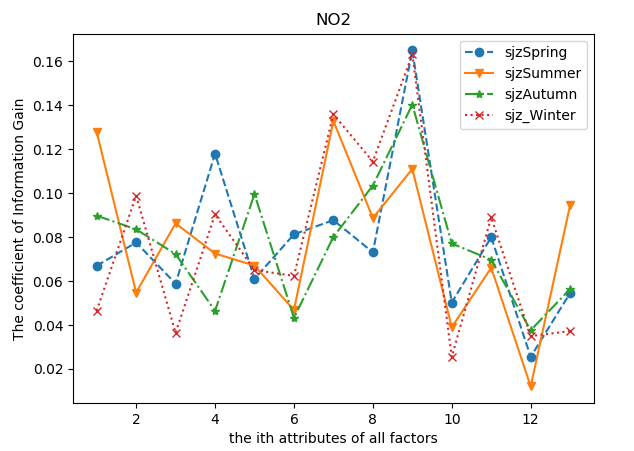 NO2
sjzSpring
sjzSummer
sjzAutumn
sjz_Winter
The coefficient of Information Gain
0.16
0.14
0.12
0.10
0.08
0.06
0.04
0.02
2 4 6 8 10 12
the ith attributes of all factors